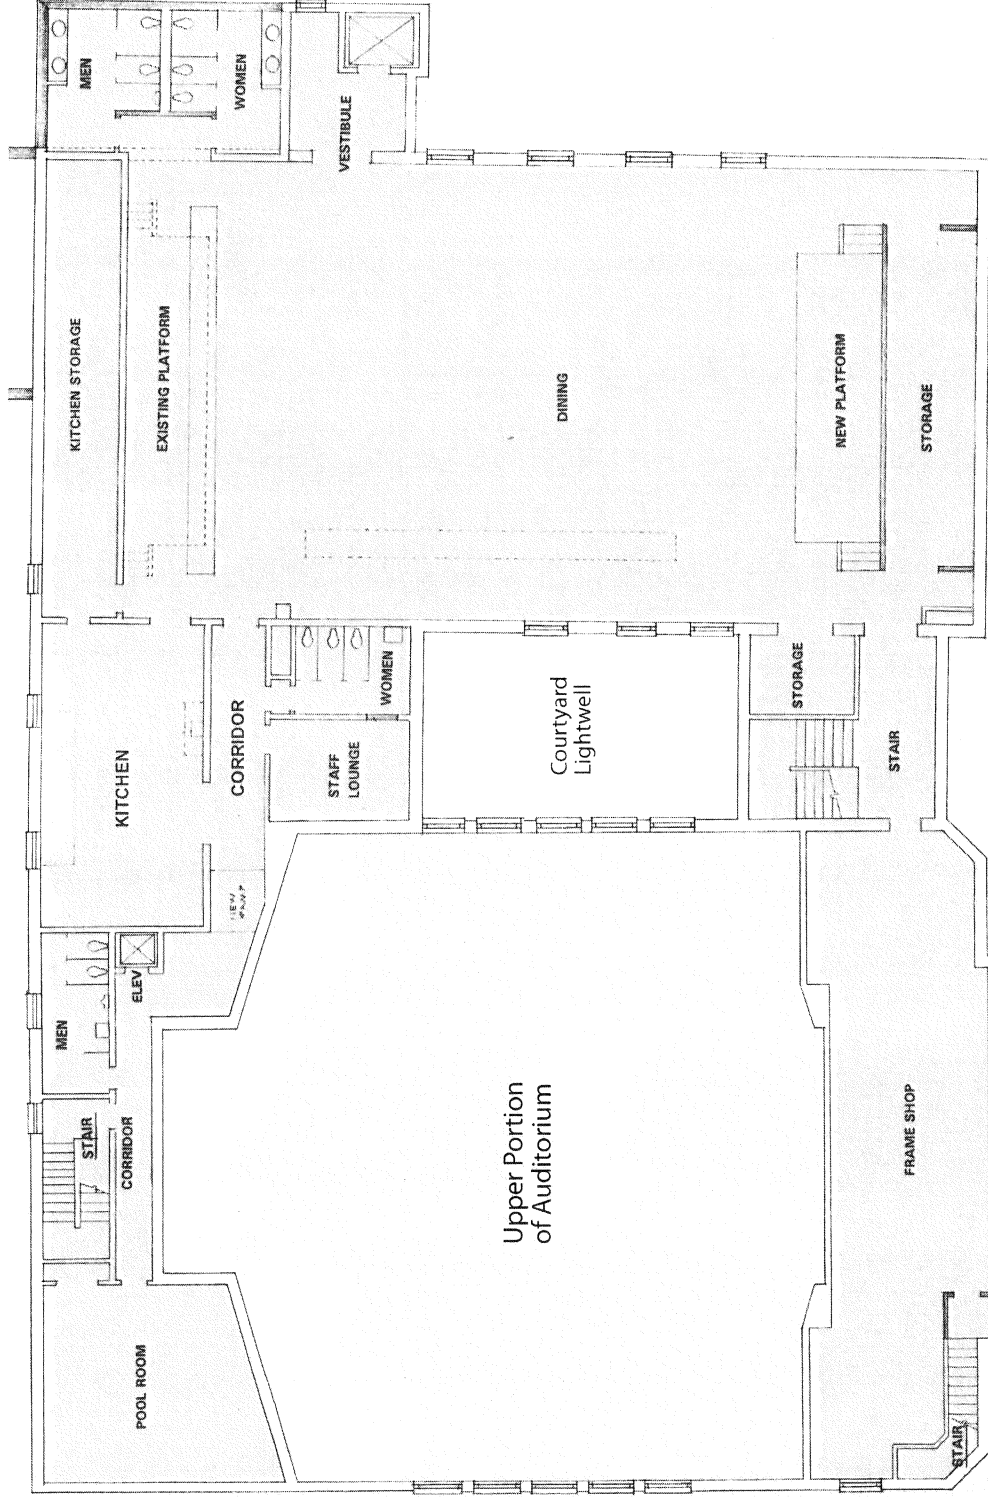 MEN
WOMEN
VESTIBULE
KITCHEN STORAGE
EXISTING PLATFORM
DINING
NEW PLATFORM
STORAGE
KITCHEN
CORRIDOR
WOMEN
STAFF
LOUNGE
Courtyard
Lightwell
STORAGE
STAIR
NEW
ELEV
MEN
STAIR
CORRIDOR
Upper Portion
of Auditorium
FRAME SHOP
POOL ROOM
STAIR